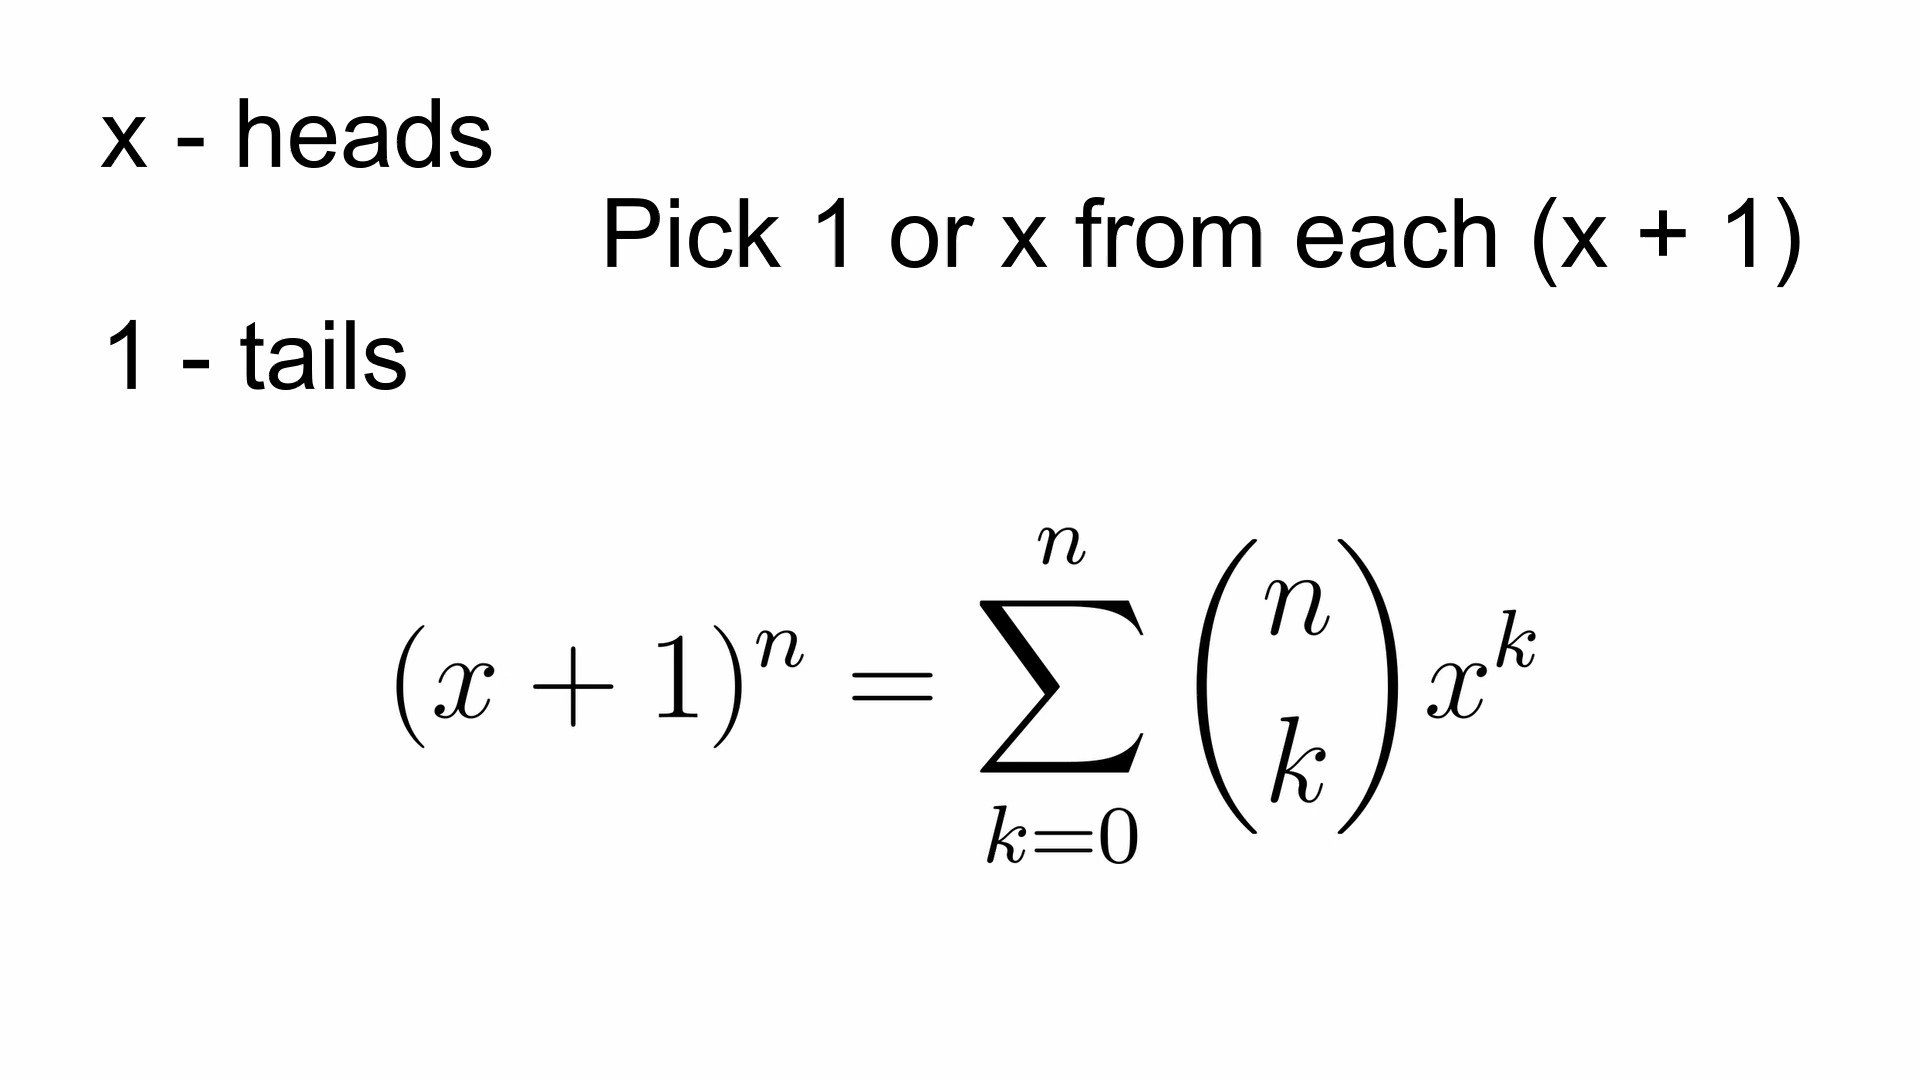 x - heads
Pick 1 or x from each (x + 1)
1 - tails
(x + 1)^n = \sum_{k=0}^{n} \binom{n}{k} x^k